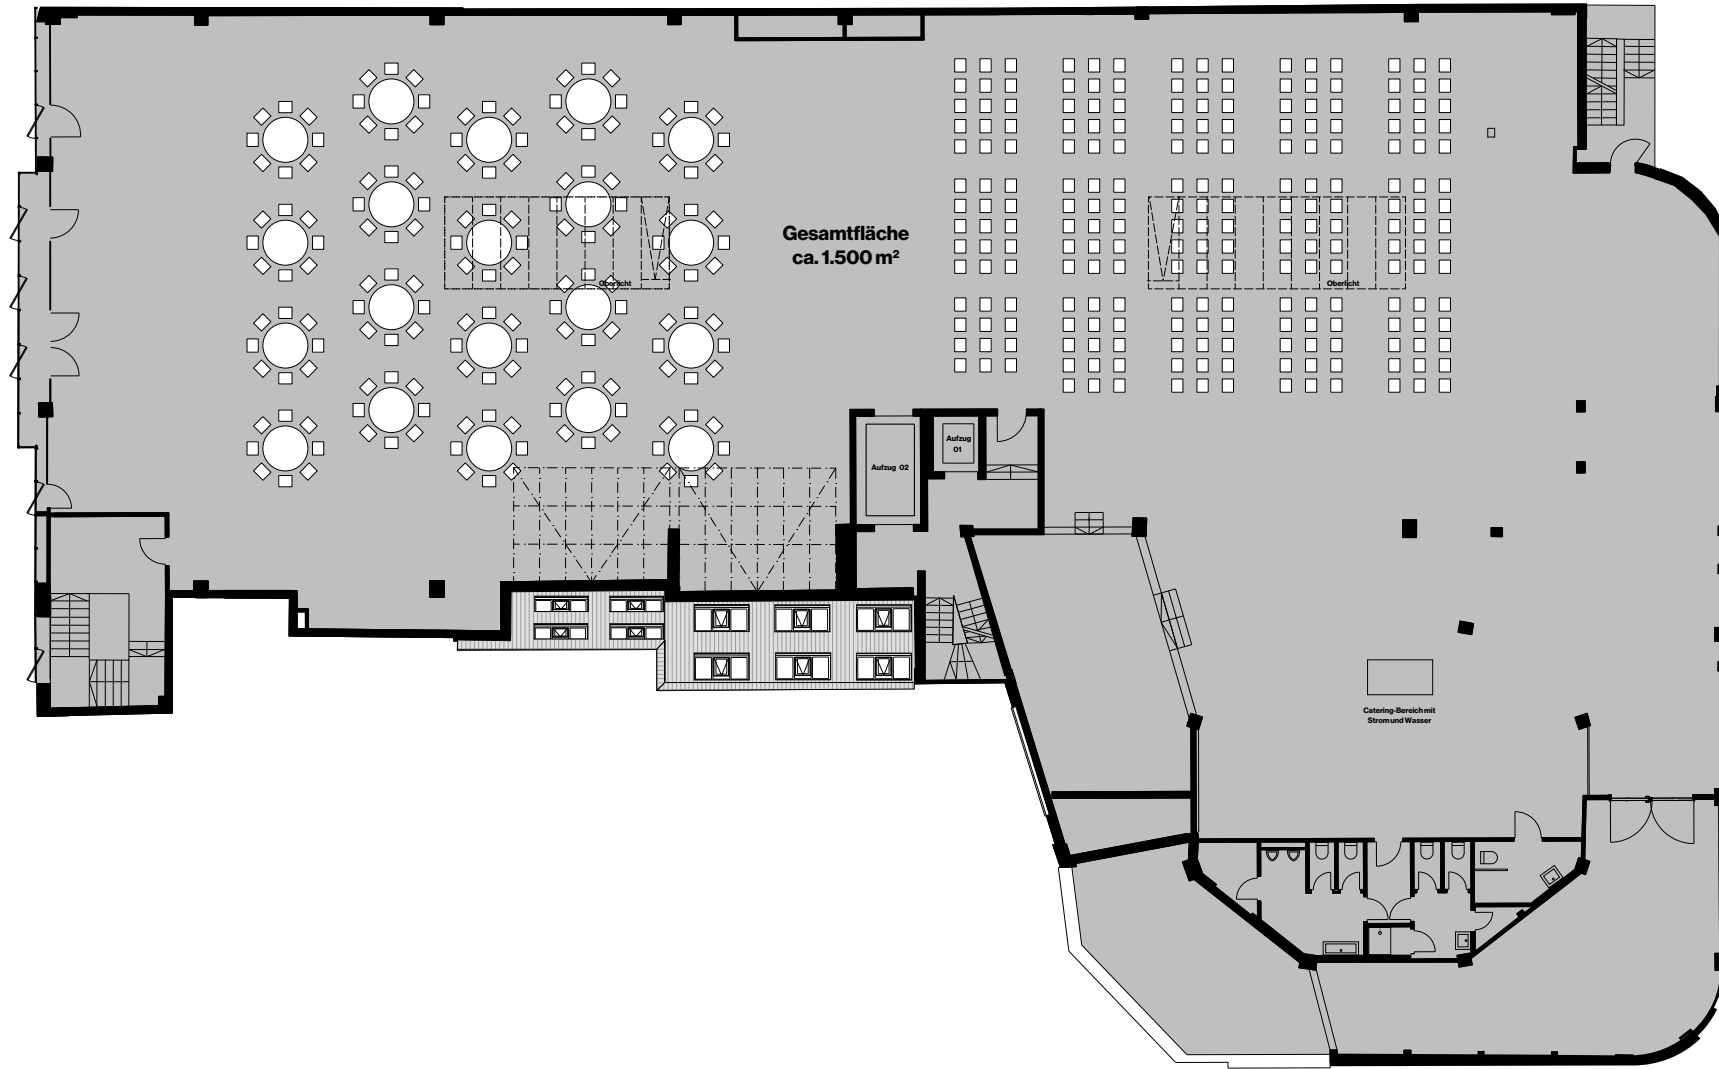 Gesamtfläche
ca. 1.500 m²
Oberlicht
Oberlicht
Aufzug
01
Aufzug 02
Catering-Bereich mit
Strom und Wasser